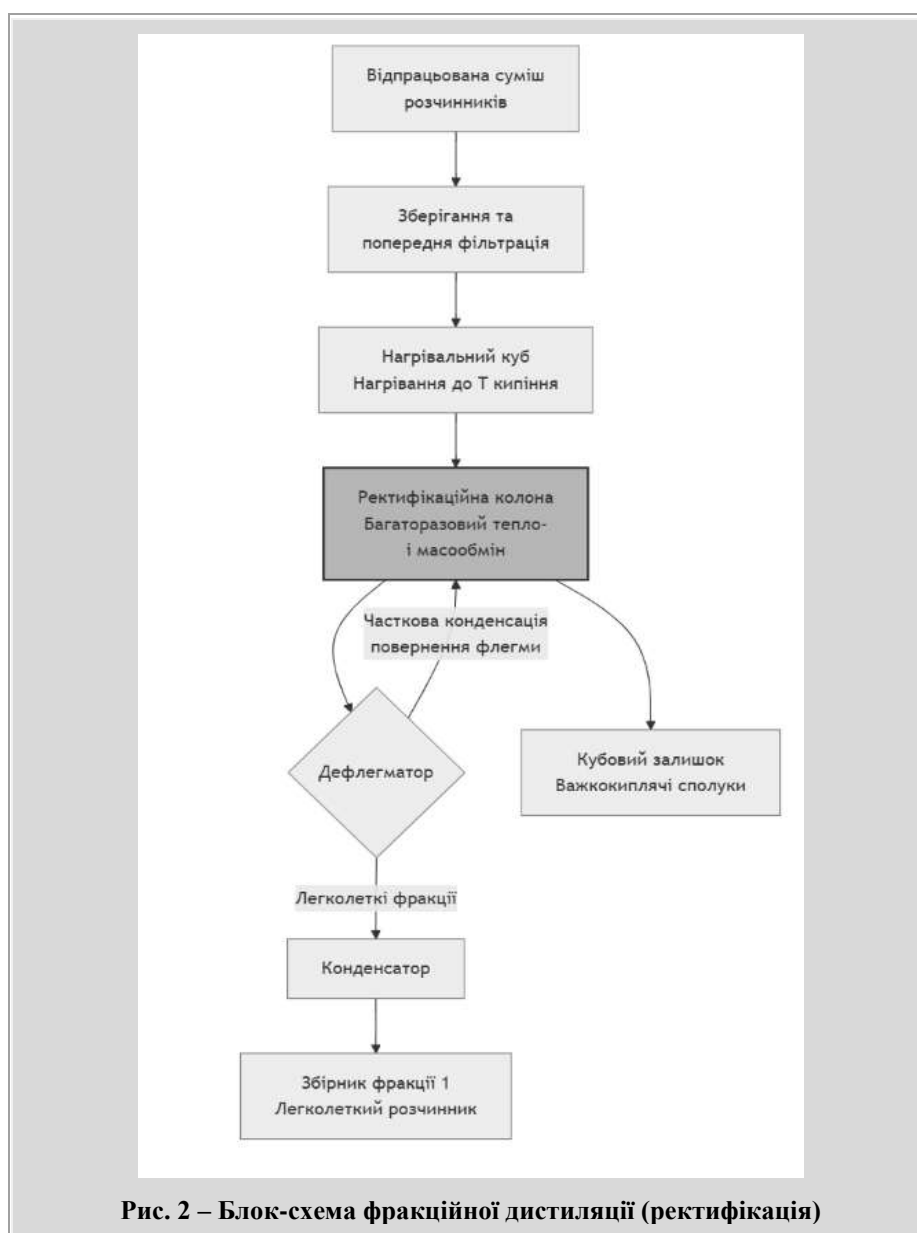 Відпрацьована суміш
розчинників
Зберігання та
попередня фільтрація
Нагрівальний куб
Нагрівання до Т кипіння
Ректифікаційна колона
Багаторазовий тепло-
і масообмін
Часткова конденсація
повернення флегми
Дефлегматор
Кубовий залишок
Важкокиплячі сполуки
Легколеткі фракції
Конденсатор
Збірник фракції 1
Легколеткий розчинник
Рис. 2 – Блок-схема фракційної дистиляції (ректифікація)